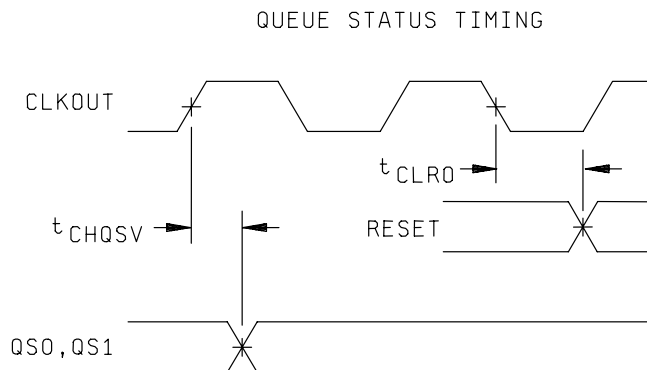 QUEUE STATUS TIMING
CLKOUT
tCLRO
tCHQSV
RESET
QS0,QS1